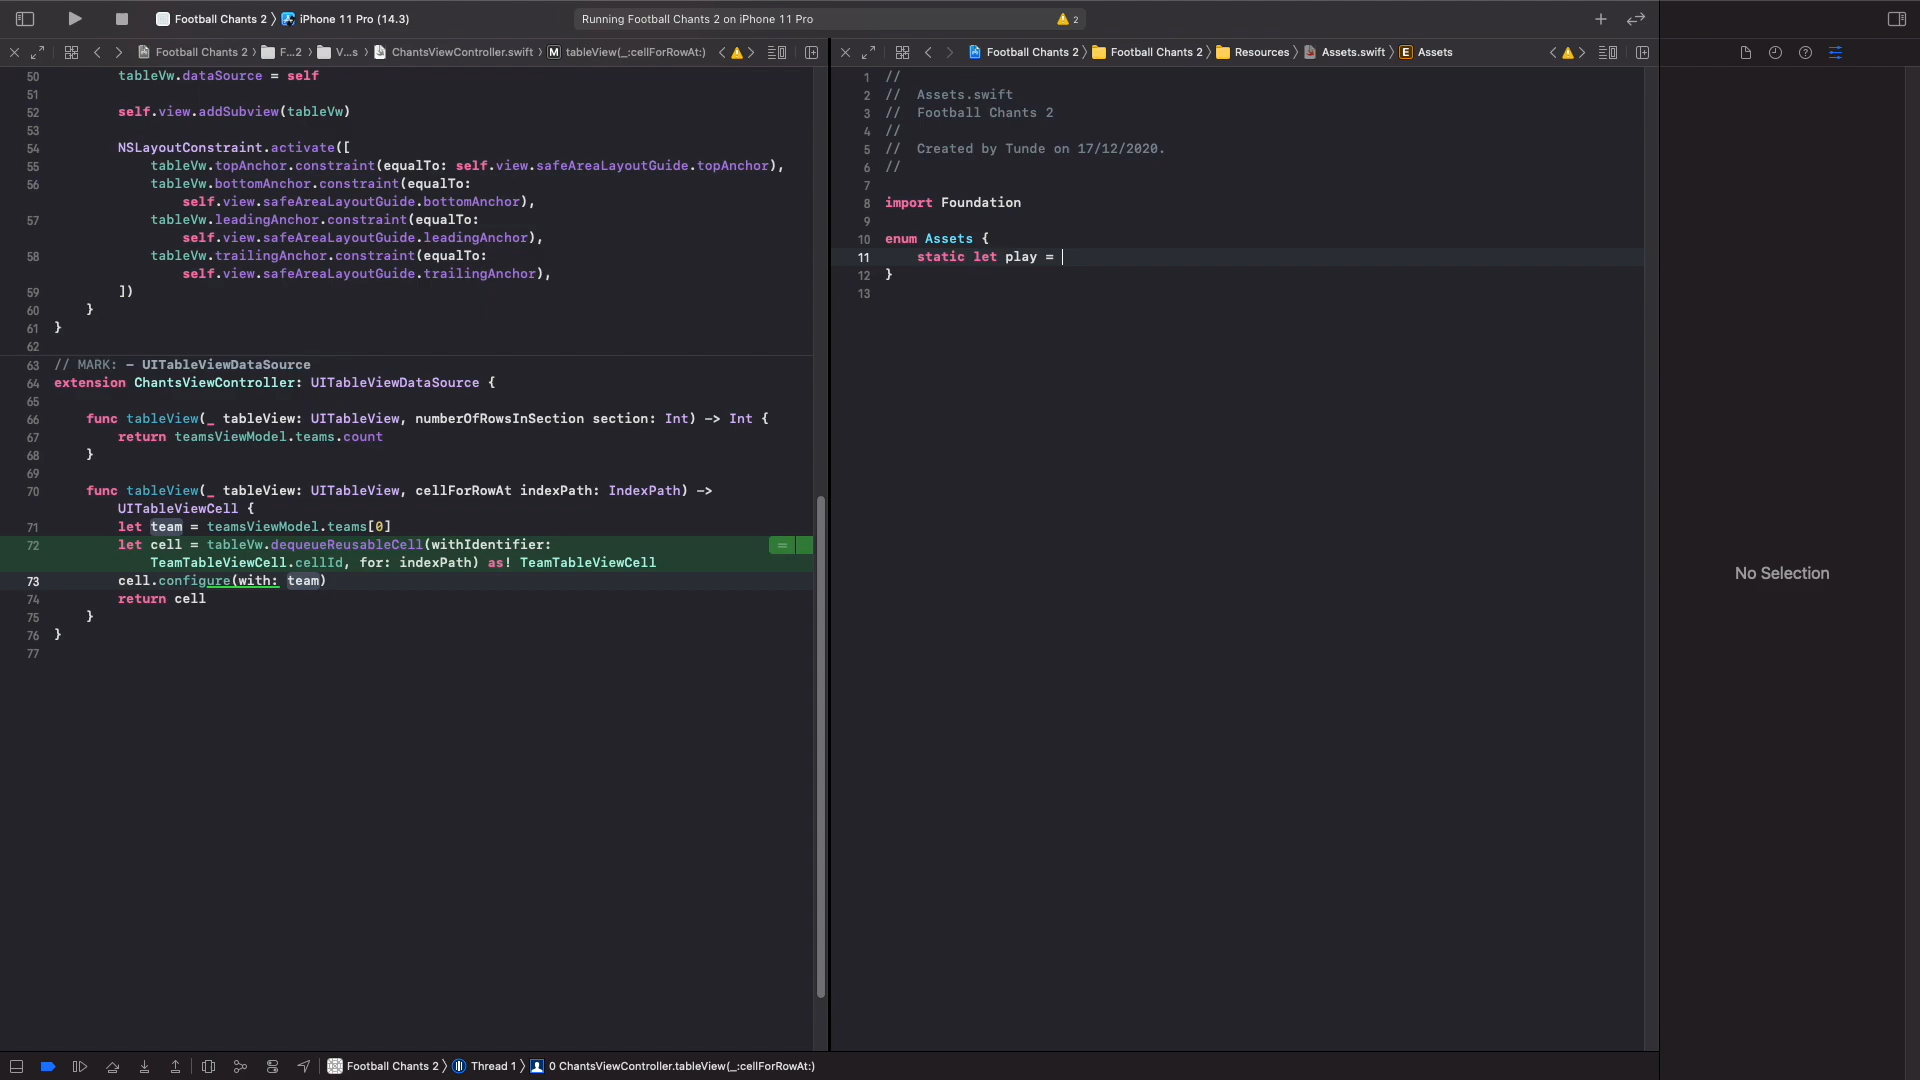 Football Chants 2 〉 iPhone 11 Pro (14.3)
Running Football Chants 2 on iPhone 11 Pro
2
Football Chants 2 〉 F...2 〉 V...s 〉 ChantsViewController.swift 〉 M tableView(_:cellForRowAt:)
50 tableVw.dataSource = self
51
52 self.view.addSubview(tableVw)
53
54 NSLayoutConstraint.activate([
55 tableVw.topAnchor.constraint(equalTo: self.view.safeAreaLayoutGuide.topAnchor),
56 tableVw.bottomAnchor.constraint(equalTo:
self.view.safeAreaLayoutGuide.bottomAnchor),
57 tableVw.leadingAnchor.constraint(equalTo:
self.view.safeAreaLayoutGuide.leadingAnchor),
58 tableVw.trailingAnchor.constraint(equalTo:
self.view.safeAreaLayoutGuide.trailingAnchor),
59 ])
60 }
61 }
62
63 // MARK: - UITableViewDataSource
64 extension ChantsViewController: UITableViewDataSource {
65
66 func tableView(_ tableView: UITableView, numberOfRowsInSection section: Int) -> Int {
67 return teamsViewModel.teams.count
68 }
69
70 func tableView(_ tableView: UITableView, cellForRowAt indexPath: IndexPath) ->
UITableViewCell {
71 let team = teamsViewModel.teams[0]
72 let cell = tableVw.dequeueReusableCell(withIdentifier:
TeamTableViewCell.cellId, for: indexPath) as! TeamTableViewCell
73 cell.configure(with: team)
74 return cell
75 }
76 }
77
Football Chants 2 〉 Football Chants 2 〉 Resources 〉 Assets.swift 〉 E Assets
1 //
2 // Assets.swift
3 // Football Chants 2
4 //
5 // Created by Tunde on 17/12/2020.
6 //
7
8 import Foundation
9
10 enum Assets {
11 static let play =
12 }
13
No Selection
Football Chants 2 〉 Thread 1 〉 0 ChantsViewController.tableView(_:cellForRowAt:)